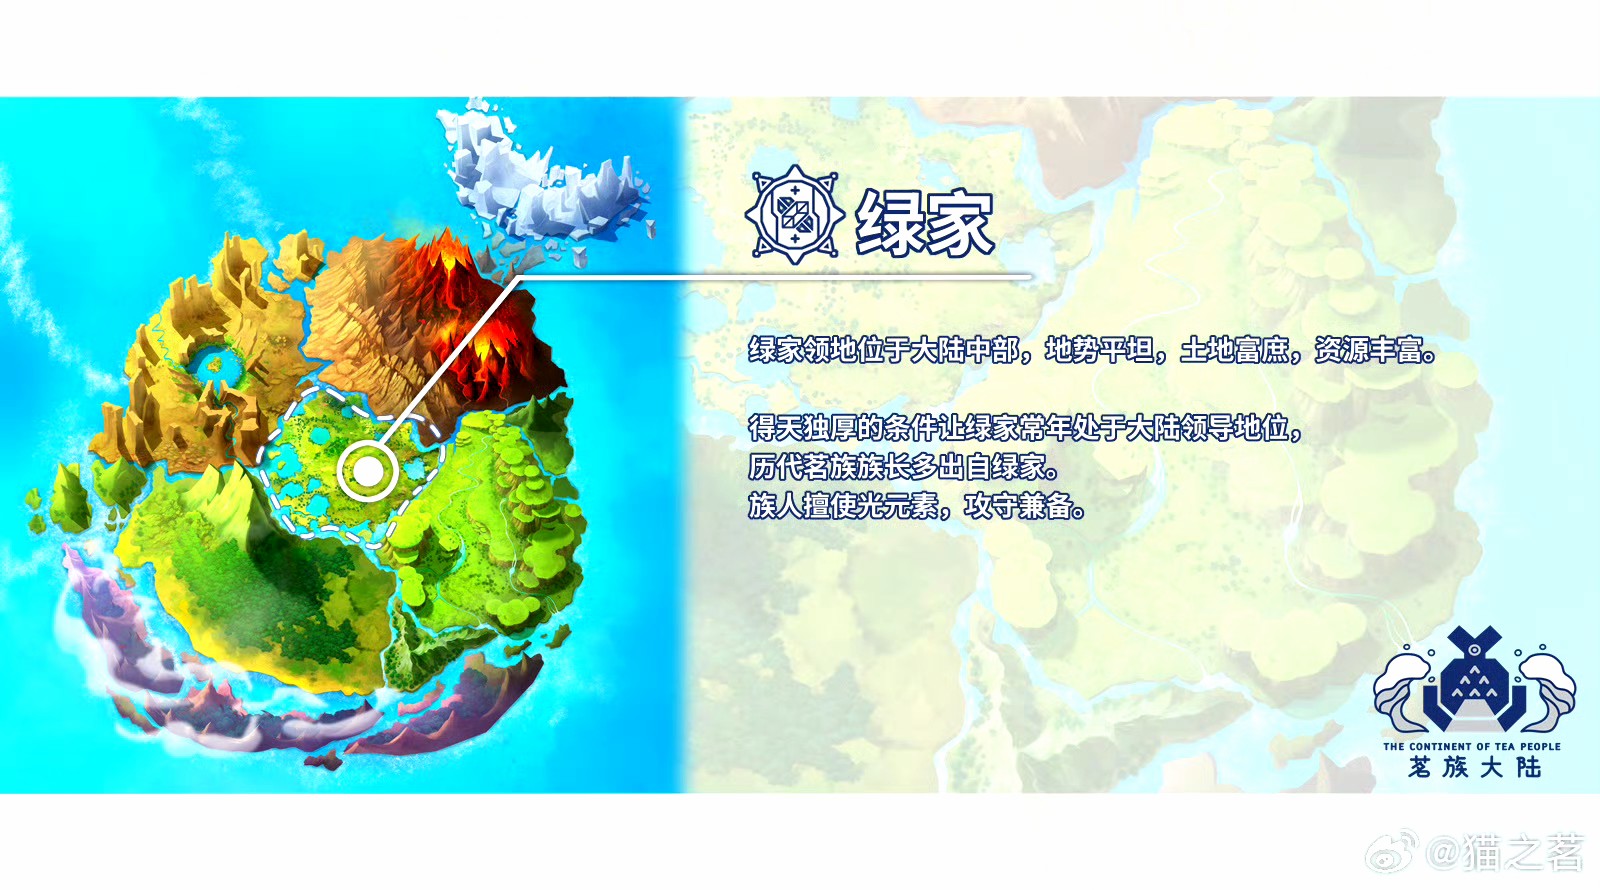 绿家
绿家领地位于大陆中部，地势平坦，土地富庶，资源丰富。
得天独厚的条件让绿家常年处于大陆领导地位，
历代茗族族长多出自绿家。
族人擅使光元素，攻守兼备。
THE CONTINENT OF TEA PEOPLE
茗族大陆
@猫之茗